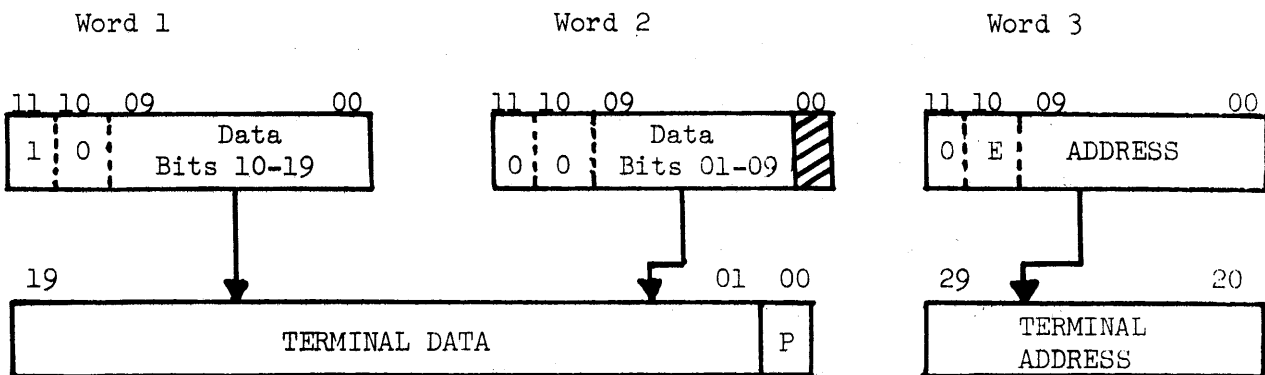 Word 1 Word 2 Word 3
11 10 09 00 11 10 09 00 11 10 09 00
1 0 Data Bits 10-19
0 0 Data Bits 01-09
0 E ADDRESS
19 01 00 29 20
TERMINAL DATA P
TERMINAL ADDRESS